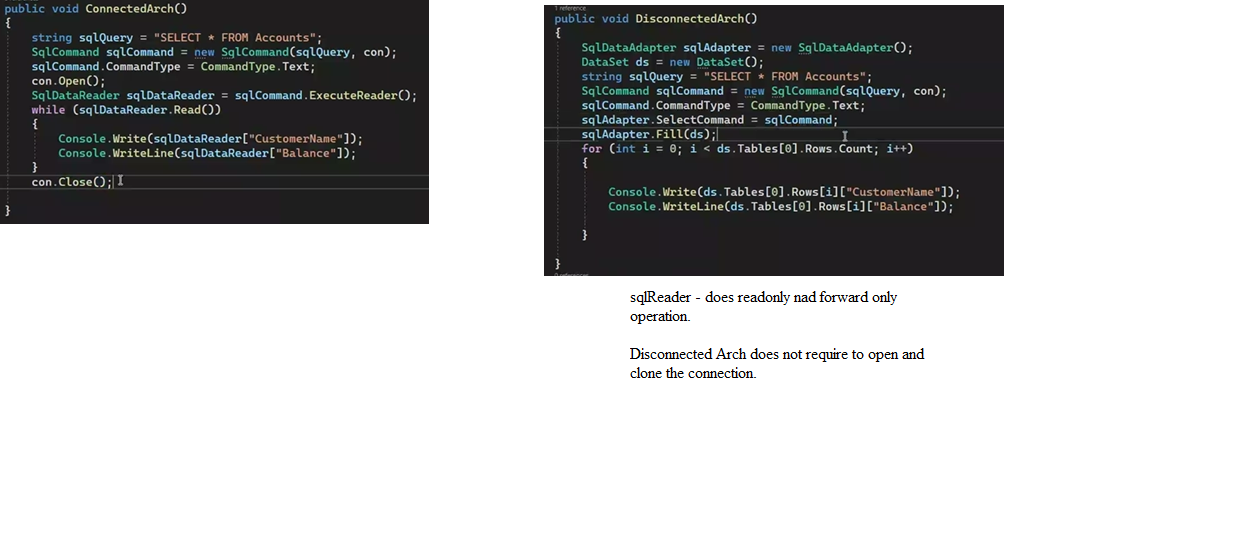 public void ConnectedArch()
{
string sqlQuery = "SELECT * FROM Accounts";
SqlCommand sqlCommand = new SqlCommand(sqlQuery, con);
sqlCommand.CommandType = CommandType.Text;
con.Open();
SqlDataReader sqlDataReader = sqlCommand.ExecuteReader();
while (sqlDataReader.Read())
{
Console.Write(sqlDataReader["CustomerName"]);
Console.WriteLine(sqlDataReader["Balance"]);
}
con.Close();
}
1 reference
public void DisconnectedArch()
{
SqlDataAdapter sqlAdapter = new SqlDataAdapter();
DataSet ds = new DataSet();
string sqlQuery = "SELECT * FROM Accounts";
SqlCommand sqlCommand = new SqlCommand(sqlQuery, con);
sqlCommand.CommandType = CommandType.Text;
sqlAdapter.SelectCommand = sqlCommand;
sqlAdapter.Fill(ds);
for (int i = 0; i < ds.Tables[0].Rows.Count; i++)
{
Console.Write(ds.Tables[0].Rows[i]["CustomerName"]);
Console.WriteLine(ds.Tables[0].Rows[i]["Balance"]);
}
}
0 references
sqlReader - does readonly nad forward only
operation.
Disconnected Arch does not require to open and
clone the connection.